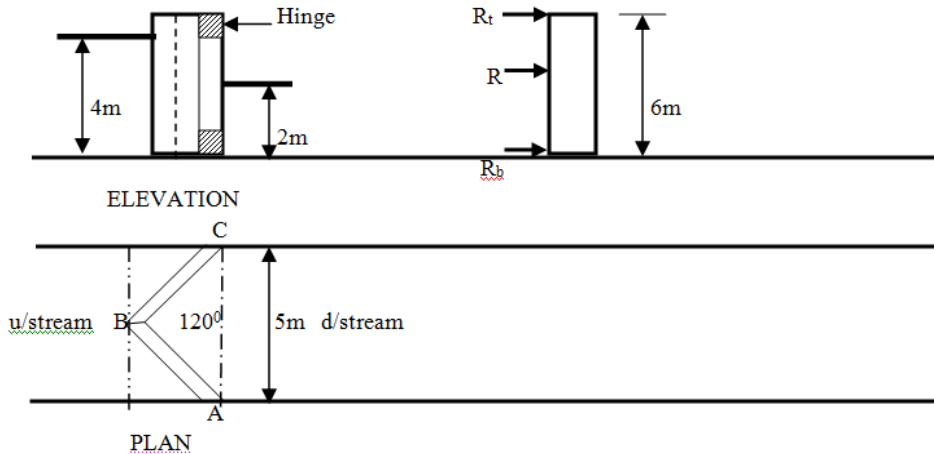 Hinge
4m
2m
ELEVATION
Rt
R
Rb
6m
C
u/stream
B
120⁰
5m d/stream
A
PLAN